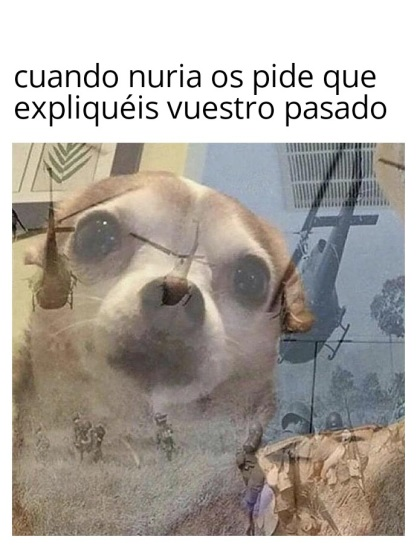 cuando nuria os pide que
expliquéis vuestro pasado